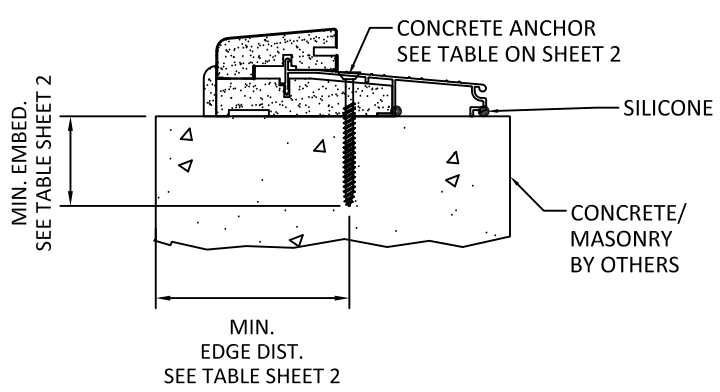 CONCRETE ANCHOR
SEE TABLE ON SHEET 2
SILICONE
MIN. EMBED.
SEE TABLE SHEET 2
CONCRETE/
MASONRY
BY OTHERS
MIN.
EDGE DIST.
SEE TABLE SHEET 2